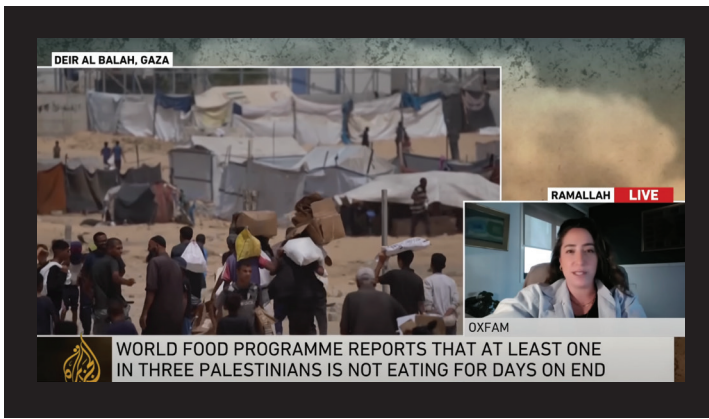 DEIR AL BALAH, GAZA
RAMALLAH LIVE
OXFAM
الجزيرة
WORLD FOOD PROGRAMME REPORTS THAT AT LEAST ONE
IN THREE PALESTINIANS IS NOT EATING FOR DAYS ON END